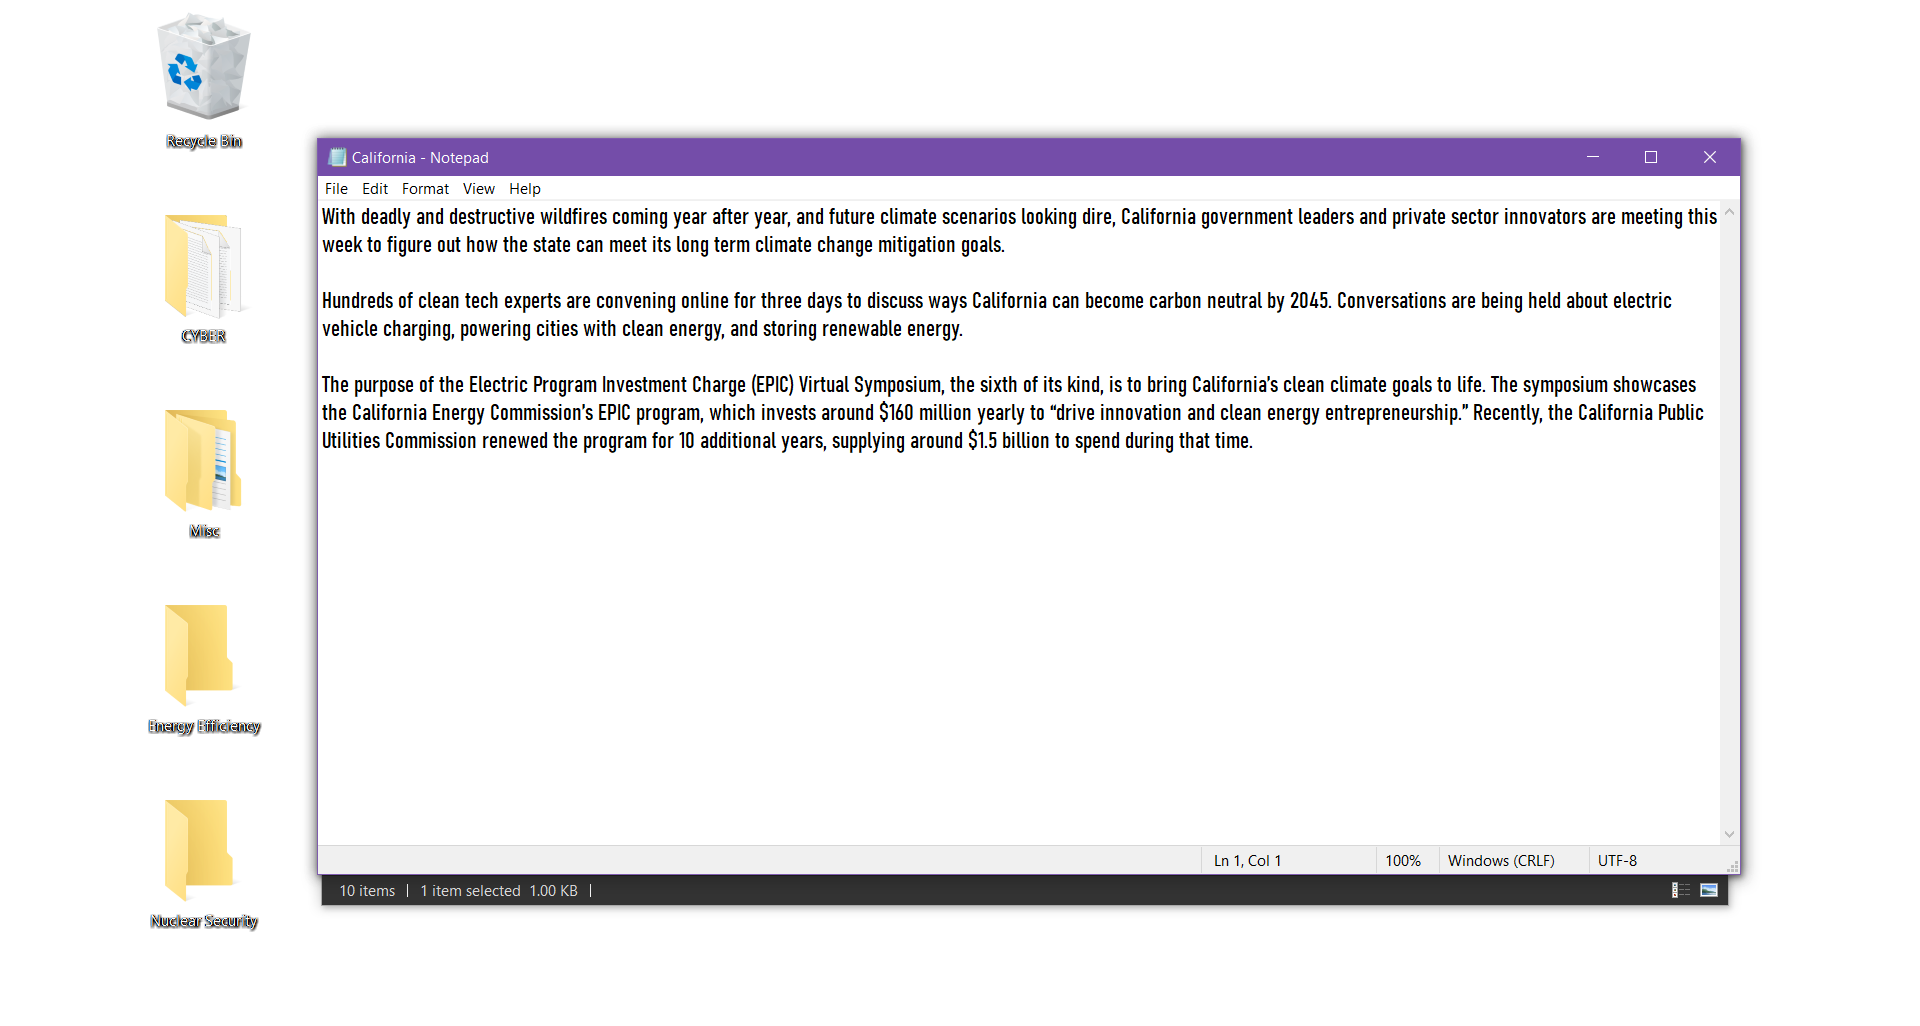 Recycle Bin
CYBER
Misc
Energy Efficiency
Nuclear Security
California - Notepad
File Edit Format View Help
With deadly and destructive wildfires coming year after year, and future climate scenarios looking dire, California government leaders and private sector innovators are meeting this
week to figure out how the state can meet its long term climate change mitigation goals.
Hundreds of clean tech experts are convening online for three days to discuss ways California can become carbon neutral by 2045. Conversations are being held about electric
vehicle charging, powering cities with clean energy, and storing renewable energy.
The purpose of the Electric Program Investment Charge (EPIC) Virtual Symposium, the sixth of its kind, is to bring California’s clean climate goals to life. The symposium showcases
the California Energy Commission’s EPIC program, which invests around $160 million yearly to “drive innovation and clean energy entrepreneurship.” Recently, the California Public
Utilities Commission renewed the program for 10 additional years, supplying around $1.5 billion to spend during that time.
Ln 1, Col 1 100% Windows (CRLF) UTF-8
10 items | 1 item selected 1.00 KB |